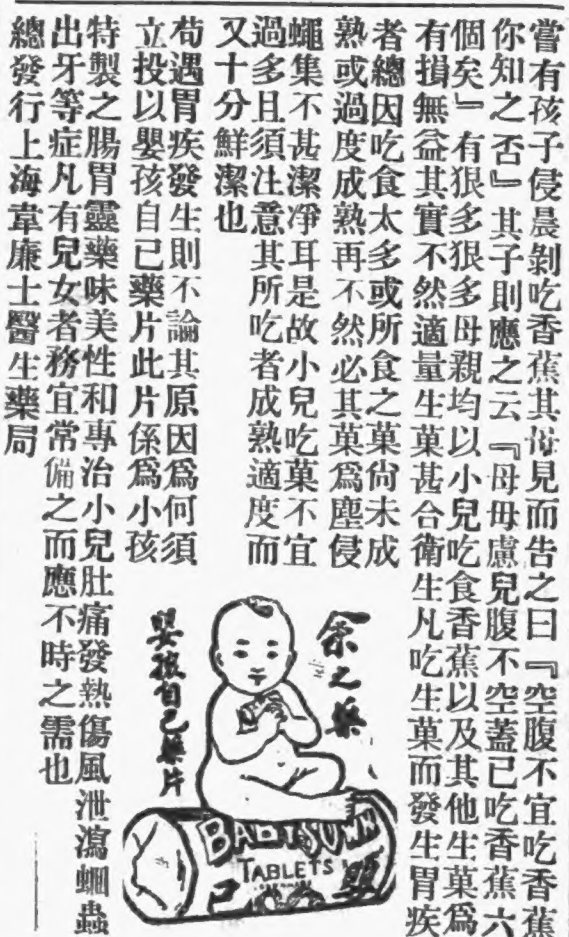 嘗有孩子侵晨剝吃香蕉其母見而告之曰『空腹不宜吃香蕉
你知之否』其子則應之云『母毋慮兒腹不空蓋已吃香蕉六
個矣』有狠多狠多母親均以小兒吃食香蕉以及其他生菓爲
有損無益其實不然適量生菓甚合衛生凡吃生菓而發生胃疾
者總因吃食太多或所食之菓尙未成
熟或過度成熟再不然必其菓爲塵侵
蠅集不甚潔凈耳是故小兒吃菓不宜
過多且須注意其所吃者成熟適度而
又十分鮮潔也
苟遇胃疾發生則不論其原因爲何須
立投以嬰孩自己藥片此片係爲小孩
特製之腸胃靈藥味美性和專治小兒肚痛發熱傷風泄瀉蛔蟲
出牙等症凡有兒女者務宜常備之而應不時之需也
總發行上海韋廉士醫生藥局
余之藥
嬰孩自己藥片
BABY'S OWN
TABLETS
己